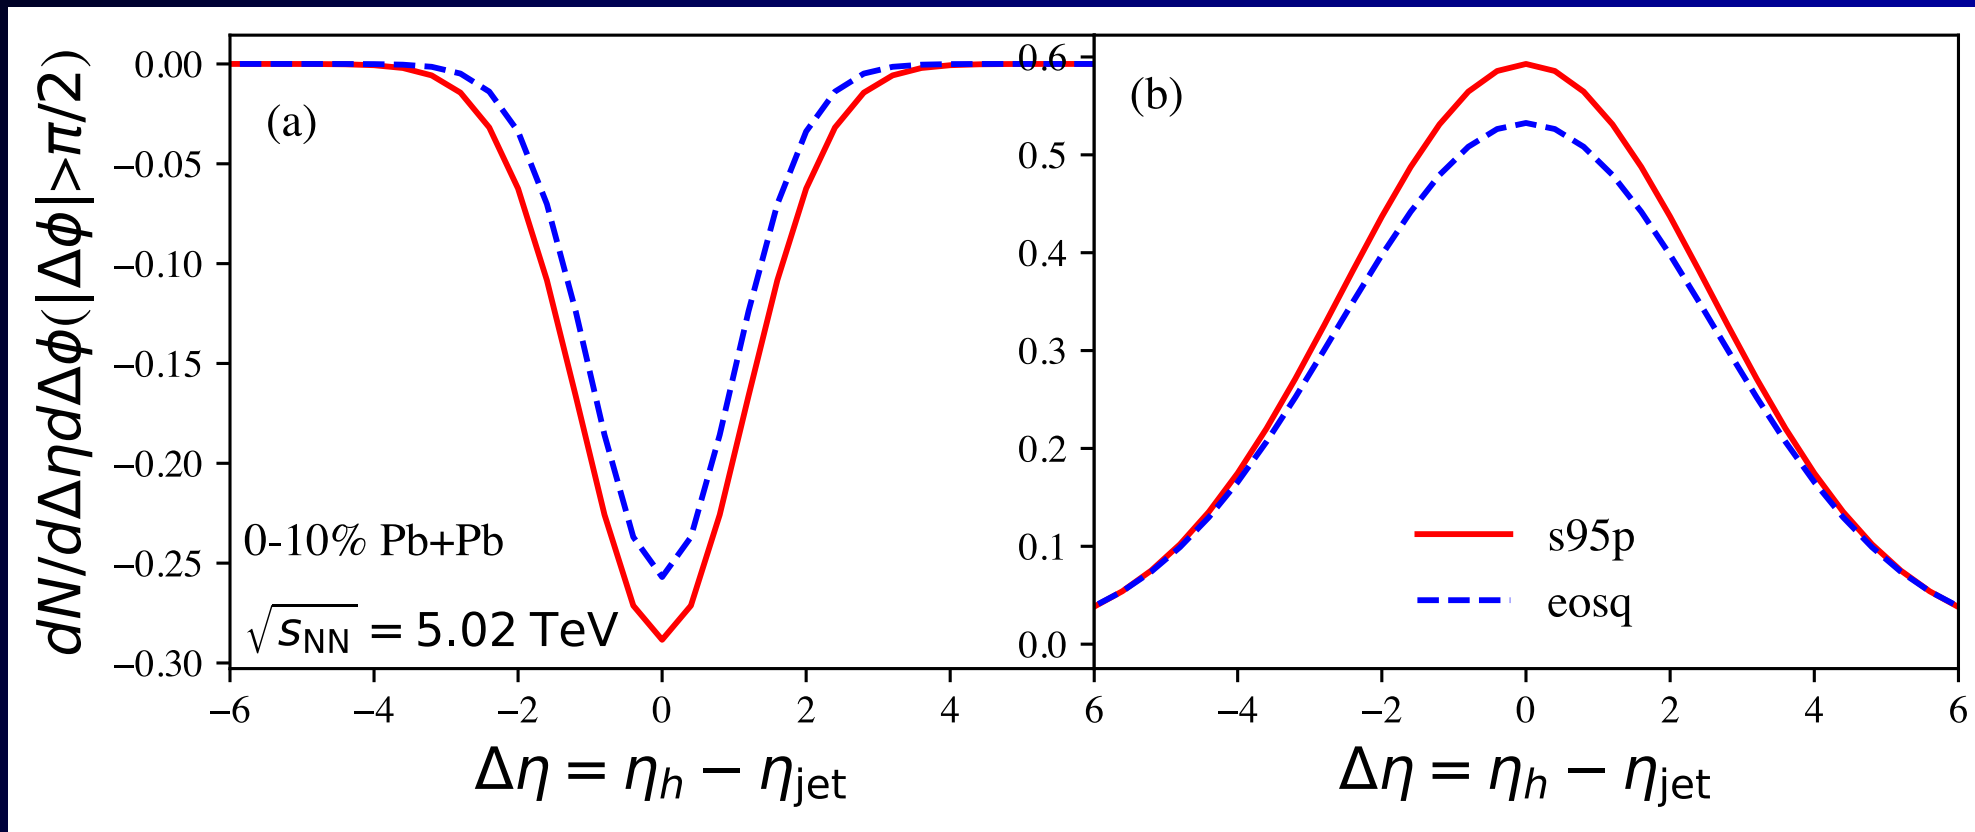 dN/dΔηdΔϕ(|Δϕ|>π/2)
0.00
−0.05
−0.10
−0.15
−0.20
−0.25
−0.30
(a)
0-10% Pb+Pb
√sNN = 5.02 TeV
−6 −4 −2 0 2 4 6
Δη = ηh − ηjet
0.6
0.5
0.4
0.3
0.2
0.1
0.0
(b)
s95p
eosq
−4 −2 0 2 4 6
Δη = ηh − ηjet